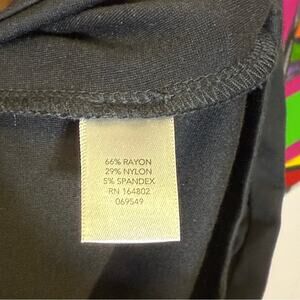 66% RAYON
29% NYLON
5% SPANDEX
RN 164802
069549